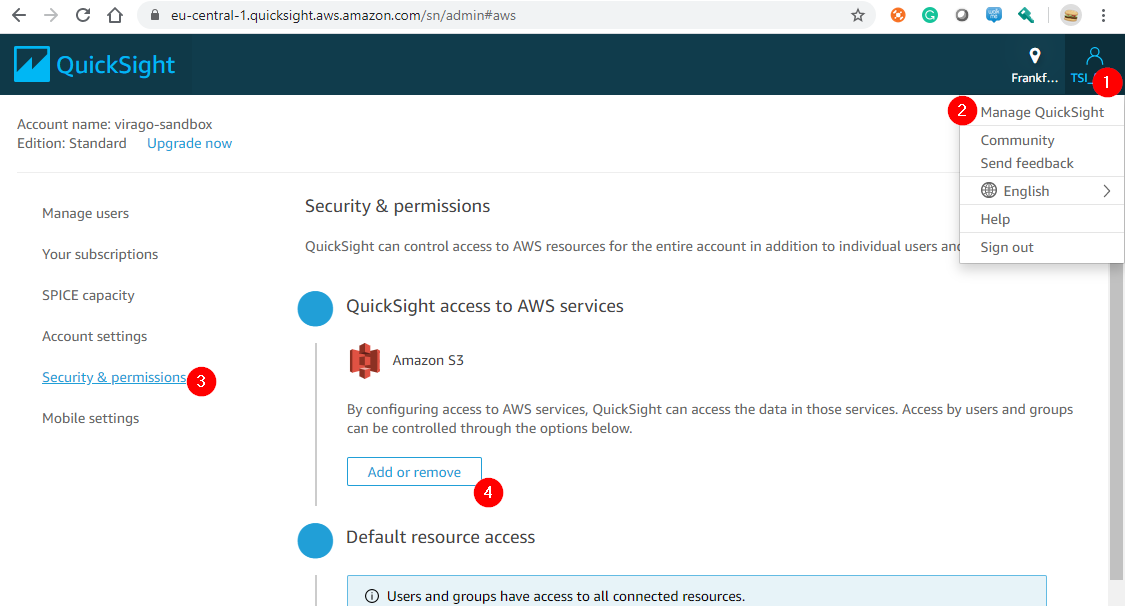 eu-central-1.quicksight.aws.amazon.com/sn/admin#aws
QuickSight
Frankf...
TSI_
1
Account name: virago-sandbox
Edition: Standard Upgrade now
2 Manage QuickSight
Community
Send feedback
English
Help
Sign out
Manage users
Your subscriptions
SPICE capacity
Account settings
Security & permissions 3
Mobile settings
Security & permissions
QuickSight can control access to AWS resources for the entire account in addition to individual users and
QuickSight access to AWS services
Amazon S3
By configuring access to AWS services, QuickSight can access the data in those services. Access by users and groups
can be controlled through the options below.
Add or remove
4
Default resource access
Users and groups have access to all connected resources.